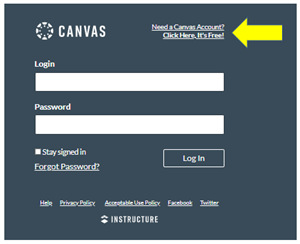 CANVAS
Need a Canvas Account?
Click Here, It's Free!
Login
Password
Stay signed in
Forgot Password?
Log In
Help Privacy Policy Acceptable Use Policy Facebook Twitter
INSTRUCTURE